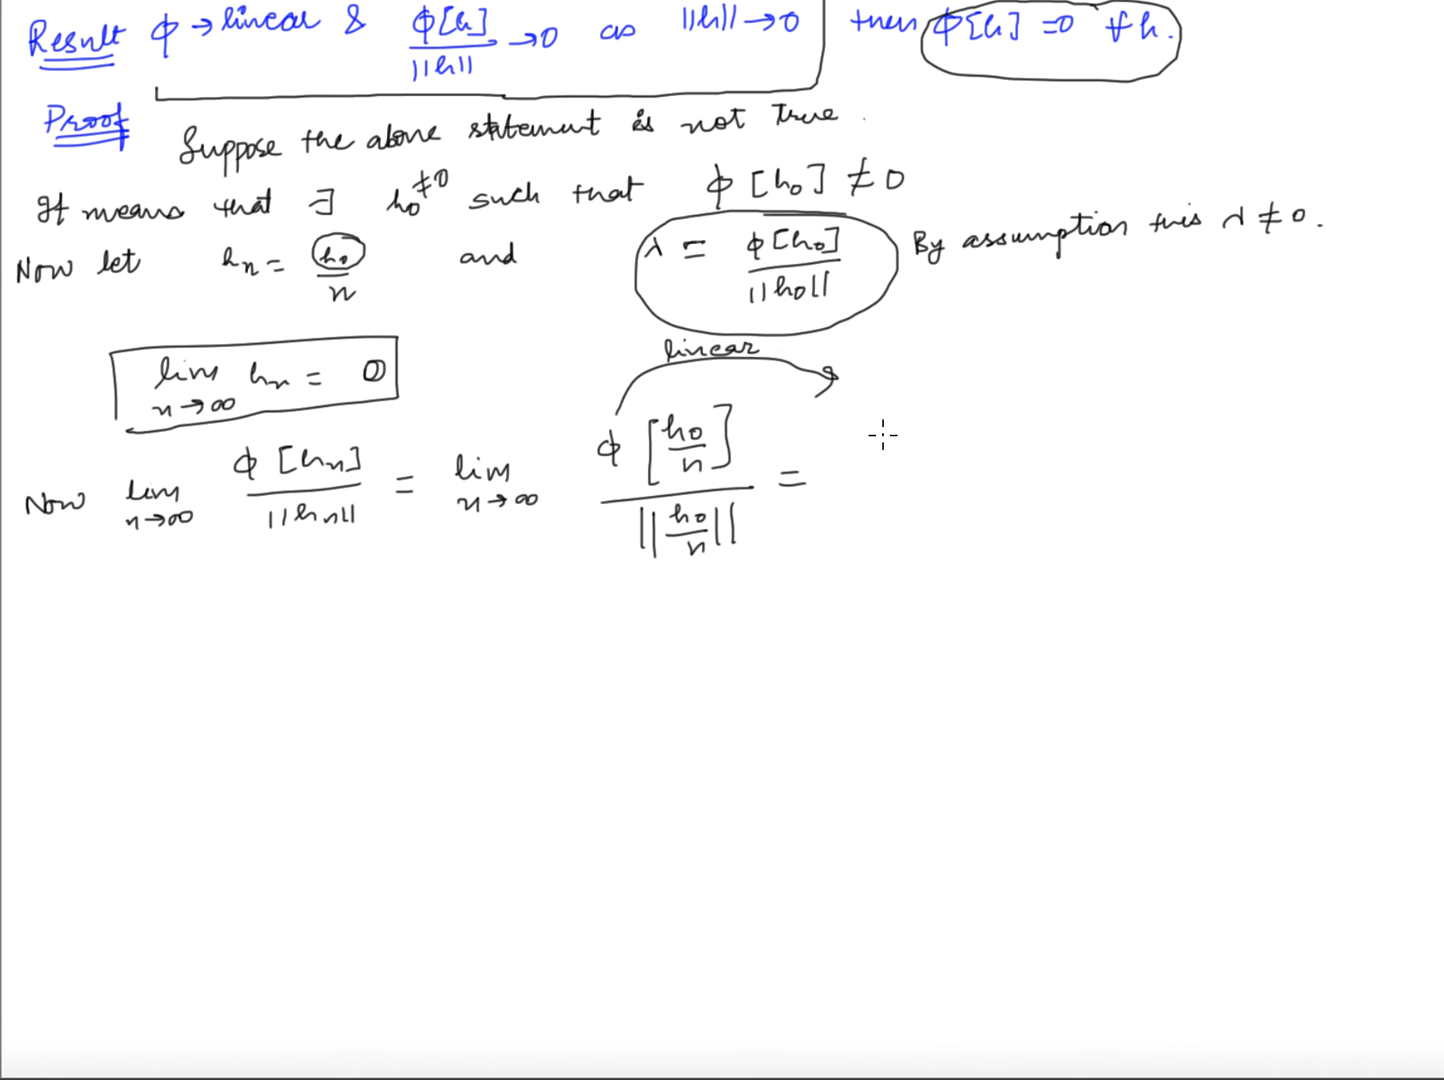 Result ϕ → linear & ϕ[h]/||h|| → 0 as ||h|| → 0 then ϕ[h] = 0 ∀ h.
Proof Suppose the above statement is not true.
It means that ∃ h₀ ≠ 0 such that ϕ[h₀] ≠ 0
Now let hₙ = h₀/n and λ = ϕ[h₀]/||h₀|| By assumption this λ ≠ 0.
lim n→∞ hₙ = 0
linear
Now lim n→∞ ϕ[hₙ]/||hₙ|| = lim n→∞ ϕ[h₀/n]/||h₀/n|| =